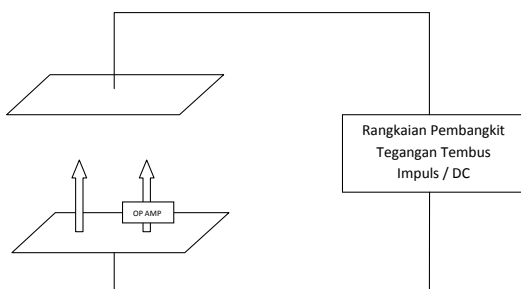 Rangkaian Pembangkit
Tegangan Tembus
Impuls / DC
OP AMP